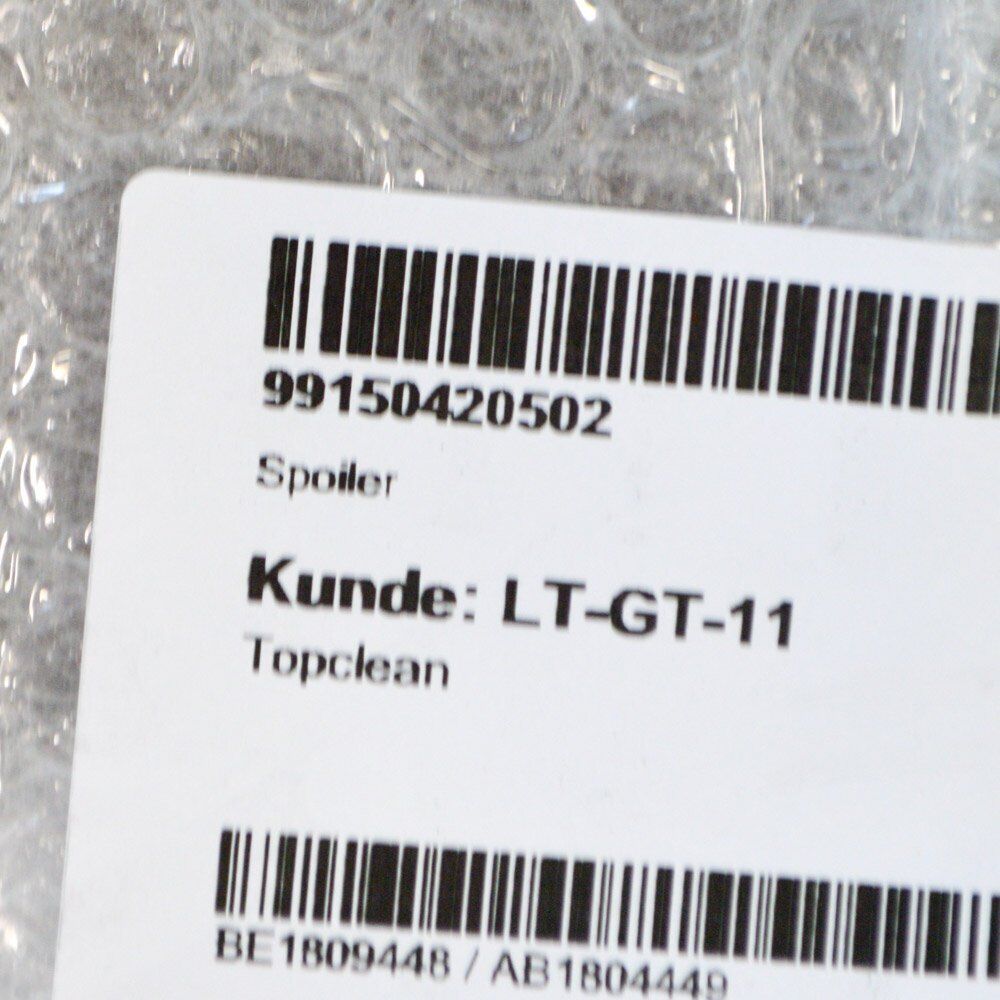 99150420502
Spoiler
Kunde: LT-GT-11
Topclean
BE1809448 / AB1804449